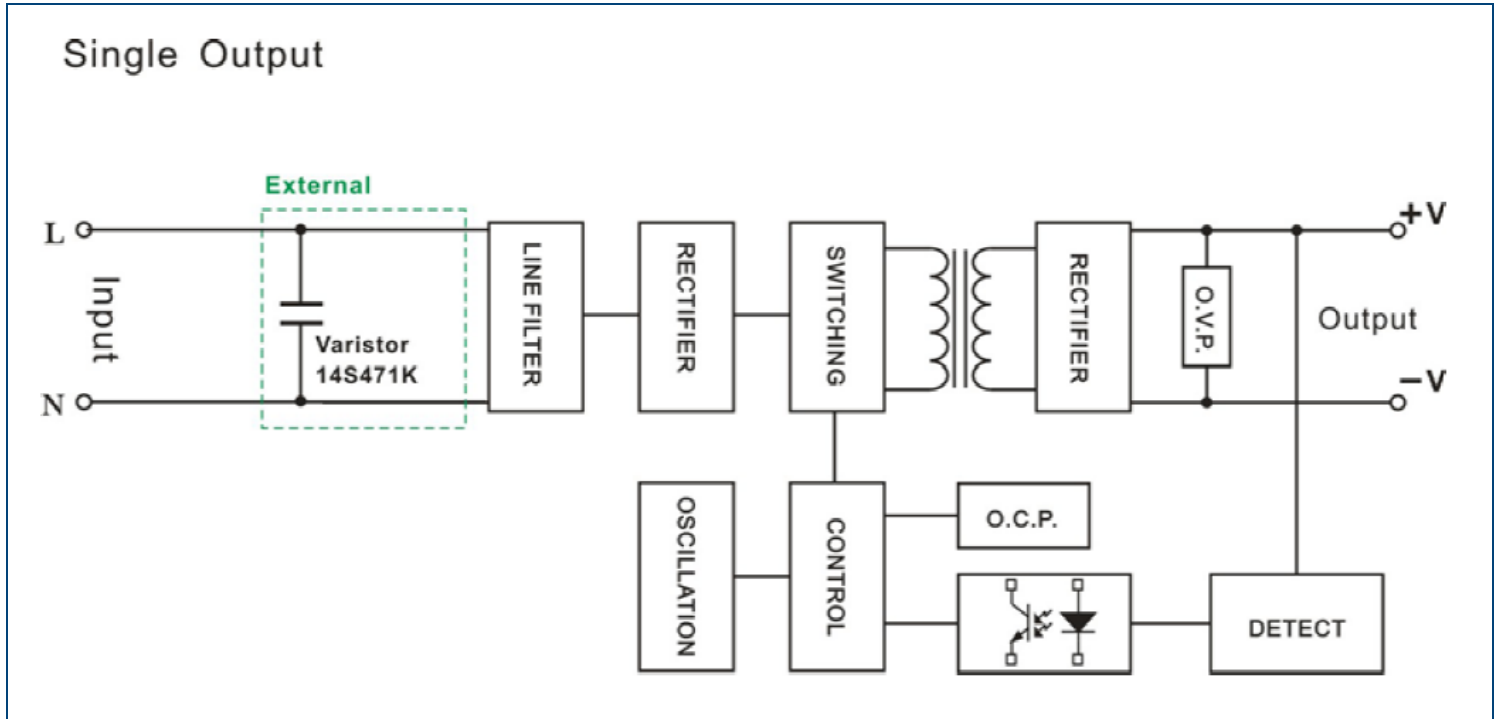 Single Output
External
L
+V
Input
Varistor
14S471K
LINE FILTER
RECTIFIER
SWITCHING
RECTIFIER
O.V.P.
Output
N
−V
OSCILLATION
CONTROL
O.C.P.
DETECT